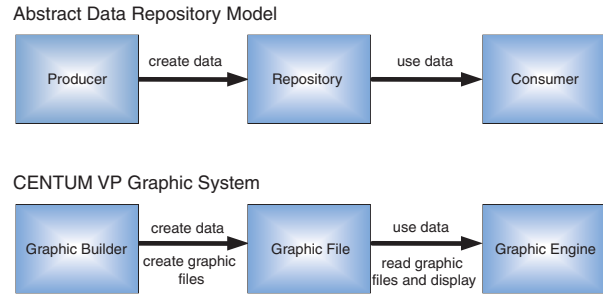 Abstract Data Repository Model
Producer
create data
Repository
use data
Consumer
CENTUM VP Graphic System
Graphic Builder
create data
create graphic
files
Graphic File
use data
read graphic
files and display
Graphic Engine